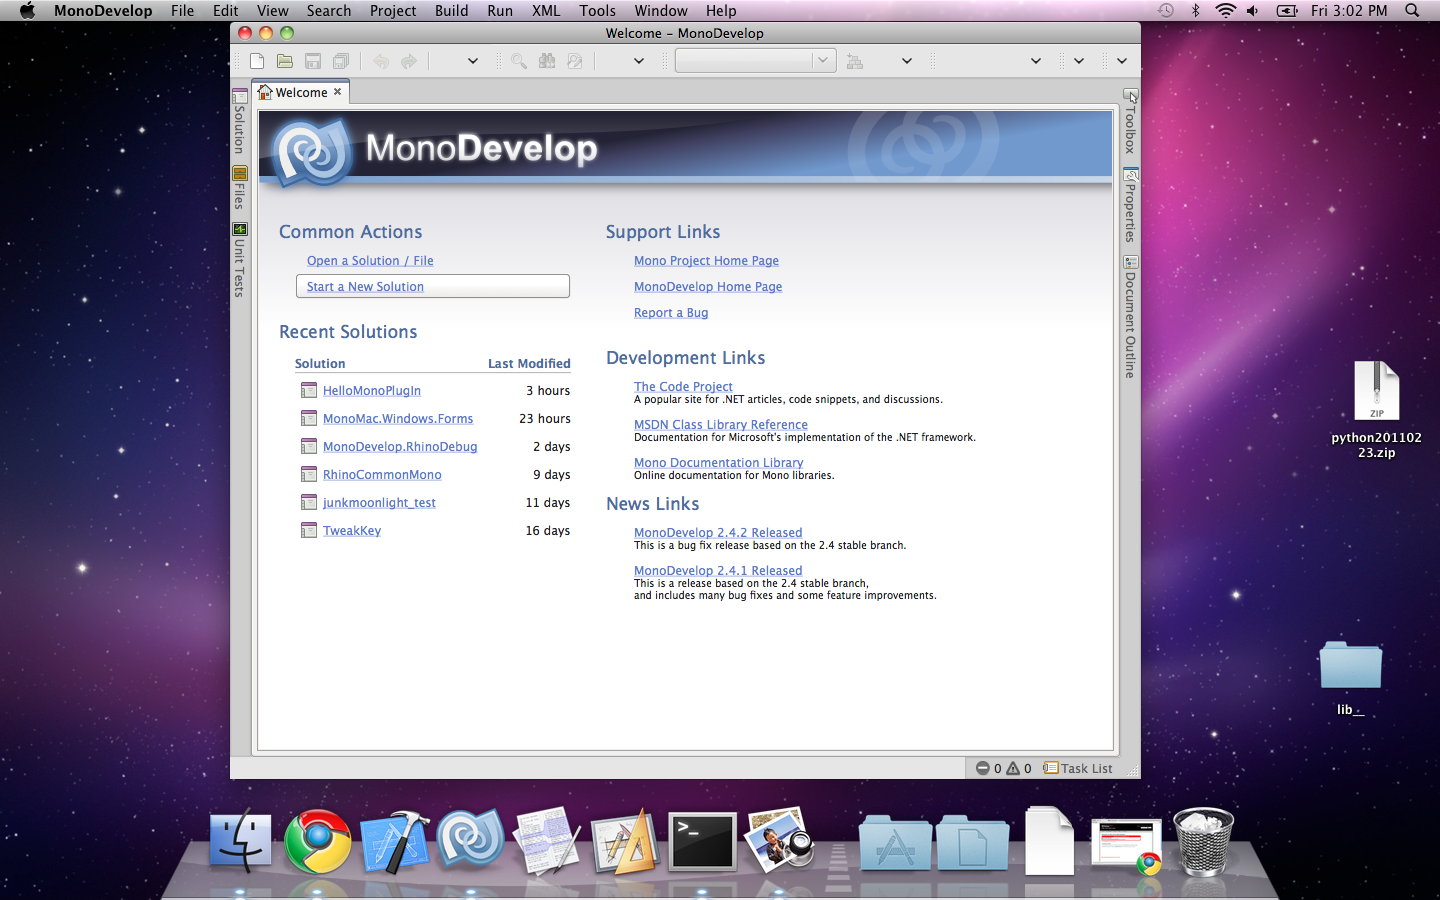 MonoDevelop File Edit View Search Project Build Run XML Tools Window Help Fri 3:02 PM
Welcome – MonoDevelop
Welcome
Solution
Files
Unit Tests
MonoDevelop
Common Actions
Open a Solution / File
Start a New Solution
Recent Solutions
Solution Last Modified
HelloMonoPlugIn 3 hours
MonoMac.Windows.Forms 23 hours
MonoDevelop.RhinoDebug 2 days
RhinoCommonMono 9 days
junkmoonlight_test 11 days
TweakKey 16 days
Support Links
Mono Project Home Page
MonoDevelop Home Page
Report a Bug
Development Links
The Code Project
A popular site for .NET articles, code snippets, and discussions.
MSDN Class Library Reference
Documentation for Microsoft's implementation of the .NET framework.
Mono Documentation Library
Online documentation for Mono libraries.
News Links
MonoDevelop 2.4.2 Released
This is a bug fix release based on the 2.4 stable branch.
MonoDevelop 2.4.1 Released
This is a release based on the 2.4 stable branch,
and includes many bug fixes and some feature improvements.
Toolbox
Properties
Document Outline
0 0 Task List
ZIP
python201102
23.zip
lib__
>_